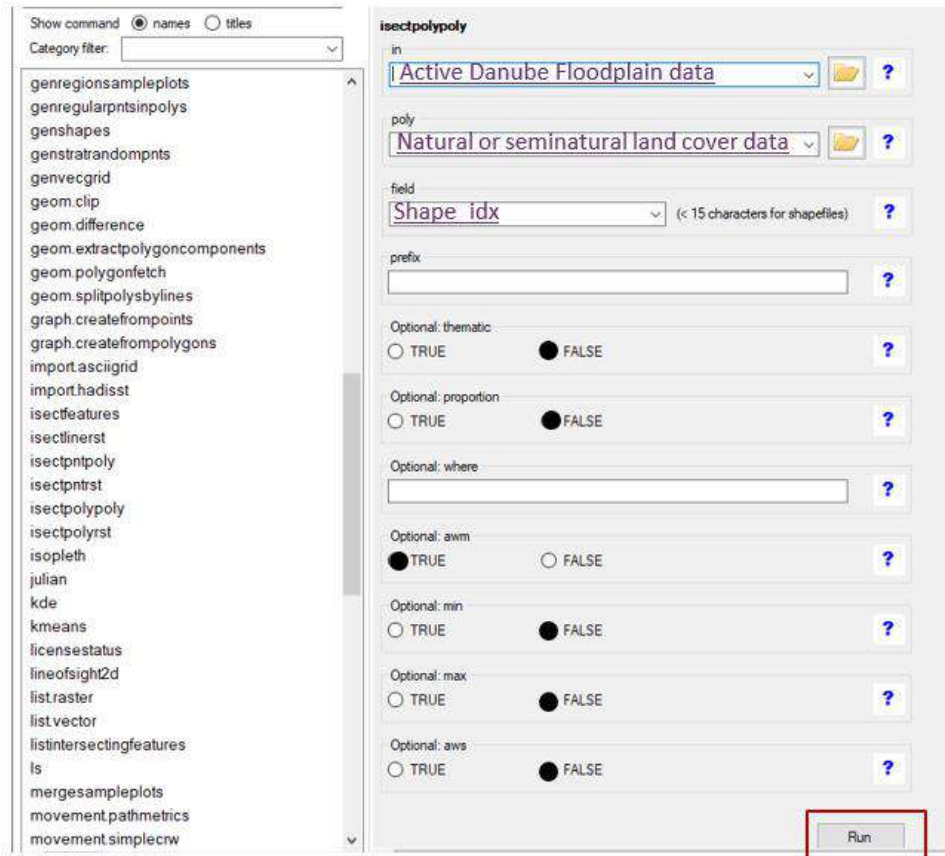 Show command names titles
Category filter:
genregionsampleplots
genregularpntsinpolys
genshapes
genstratrandompnts
genvecgrid
geom.clip
geom.difference
geom.extractpolygoncomponents
geom.polygonfetch
geom.splitpolysbylines
graph.createfrompoints
graph.createfrompolygons
import.asciigrid
import.hadisst
isectfeatures
isectlinerst
isectpntpoly
isectpntrst
isectpolypoly
isectpolyrst
isopleth
julian
kde
kmeans
licensestatus
lineofsight2d
list.raster
list.vector
listintersectingfeatures
ls
mergesampleplots
movement.pathmetrics
movement.simplecrw
isectpolypoly
in
Active Danube Floodplain data ?
poly
Natural or seminatural land cover data ?
field
Shape_idx (< 15 characters for shapefiles) ?
prefix
?
Optional: thematic
TRUE FALSE ?
Optional: proportion
TRUE FALSE ?
Optional: where
?
Optional: awm
TRUE FALSE ?
Optional: min
TRUE FALSE ?
Optional: max
TRUE FALSE ?
Optional: aws
TRUE FALSE ?
Run